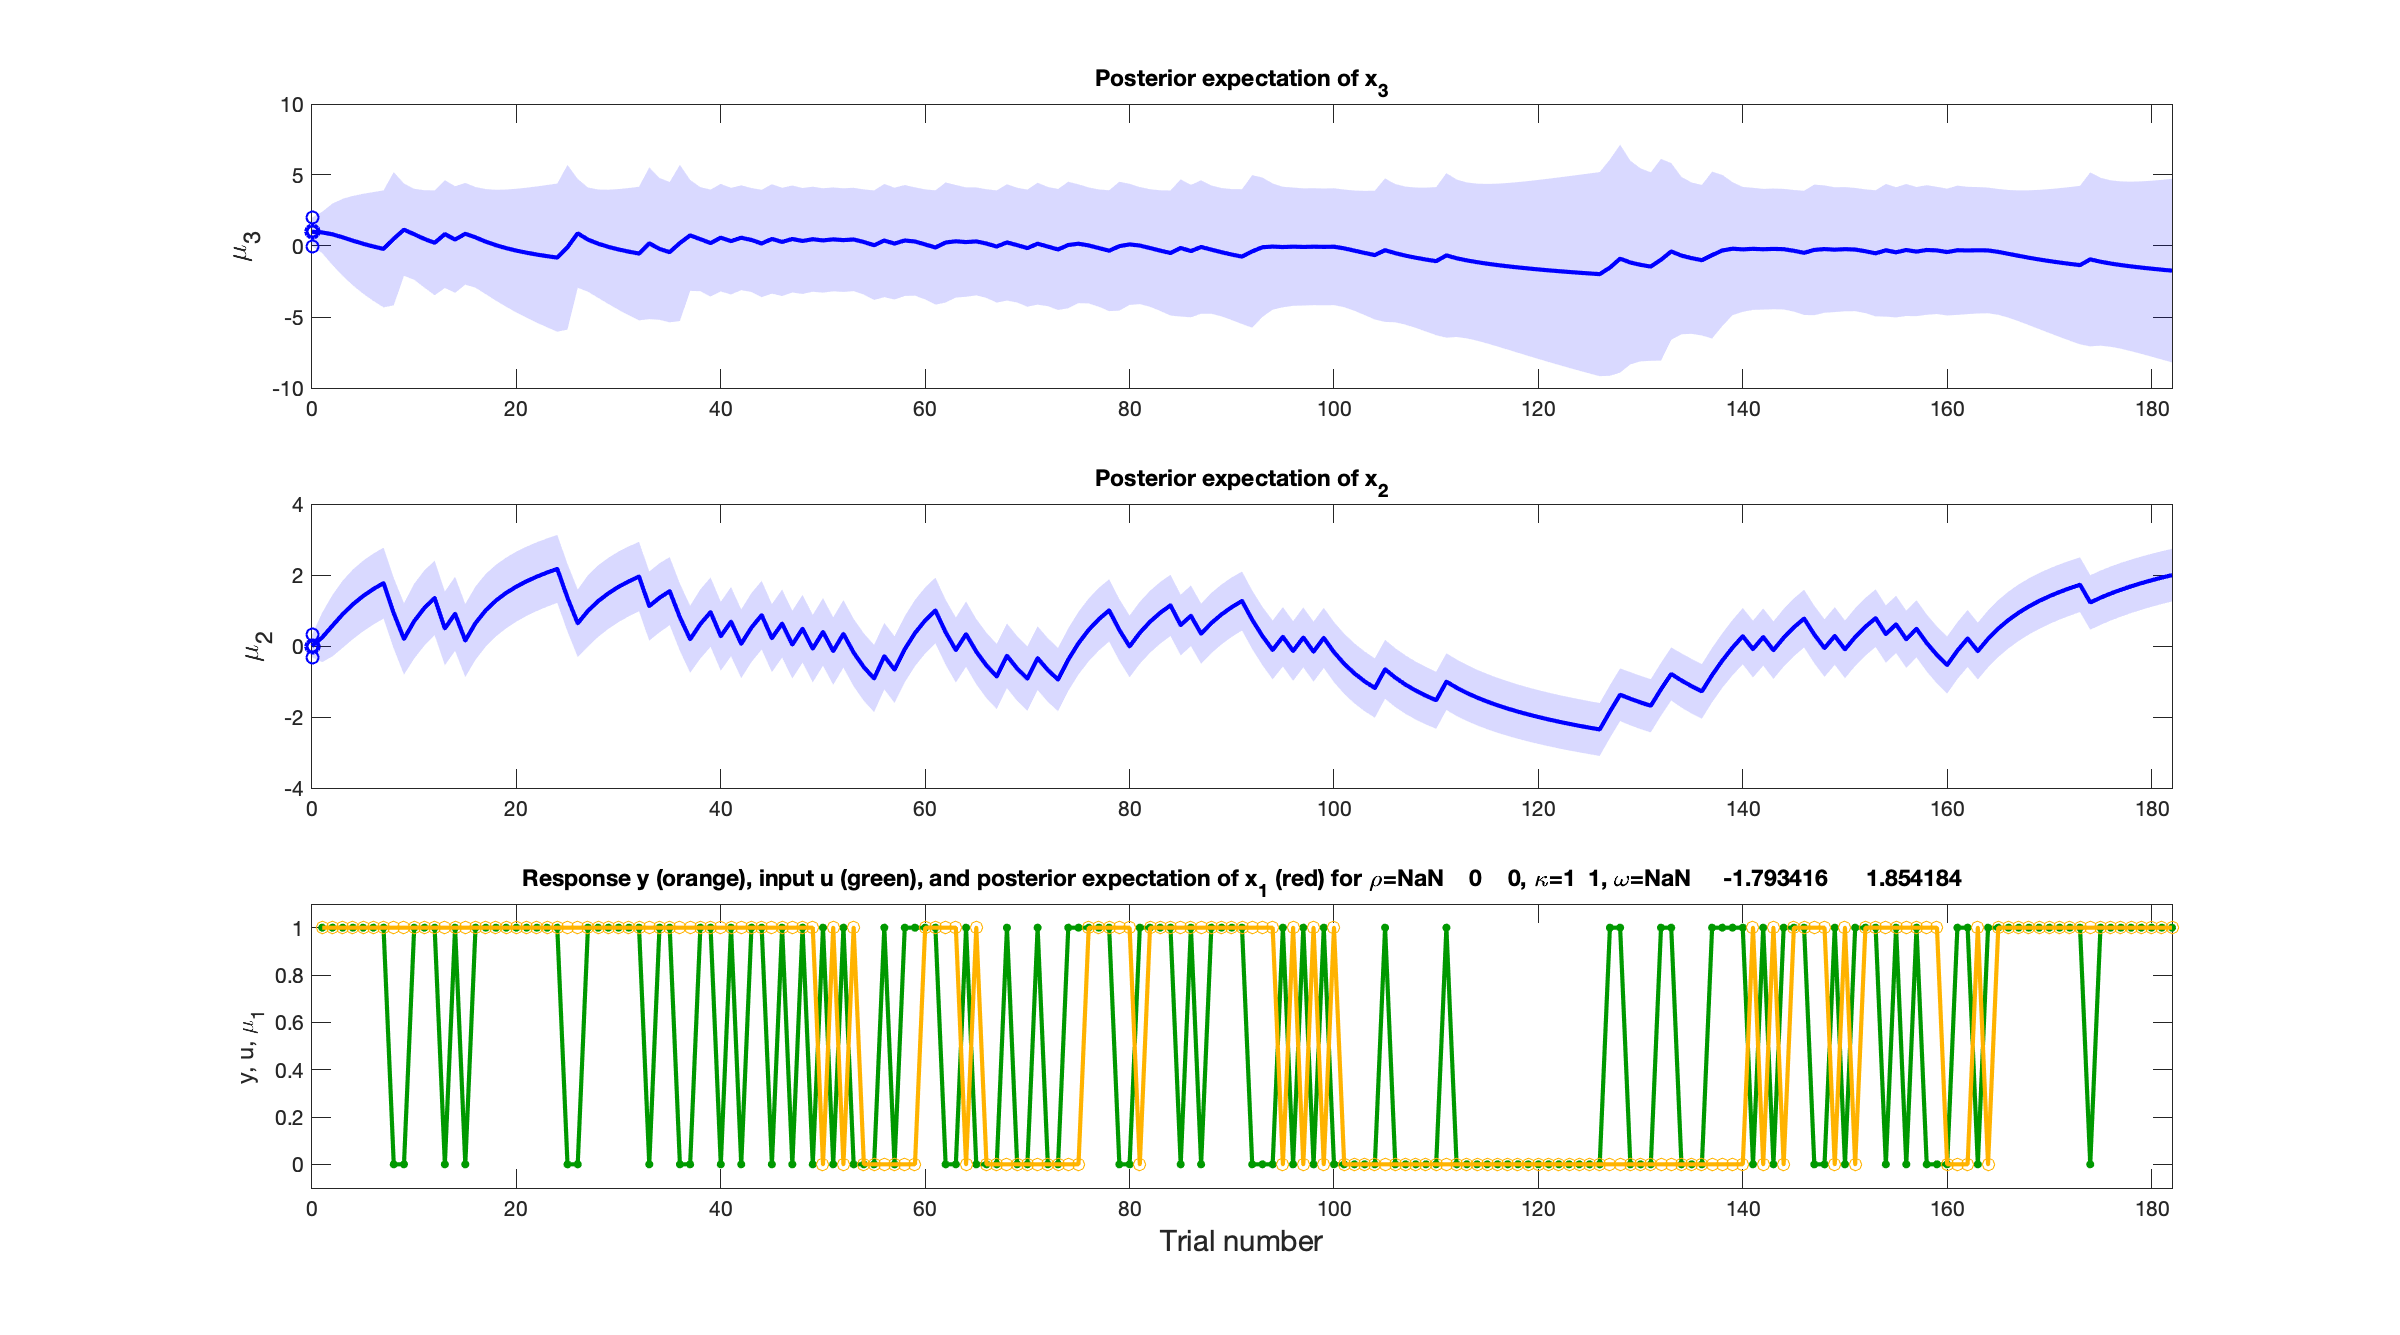 Posterior expectation of x3
10
5
0
-5
-10
μ3
0 20 40 60 80 100 120 140 160 180
Posterior expectation of x2
4
2
0
-2
-4
μ2
0 20 40 60 80 100 120 140 160 180
Response y (orange), input u (green), and posterior expectation of x1 (red) for ρ=NaN 0 0, κ=1 1, ω=NaN -1.793416 1.854184
1
0.8
0.6
0.4
0.2
0
y, u, μ1
0 20 40 60 80 100 120 140 160 180
Trial number